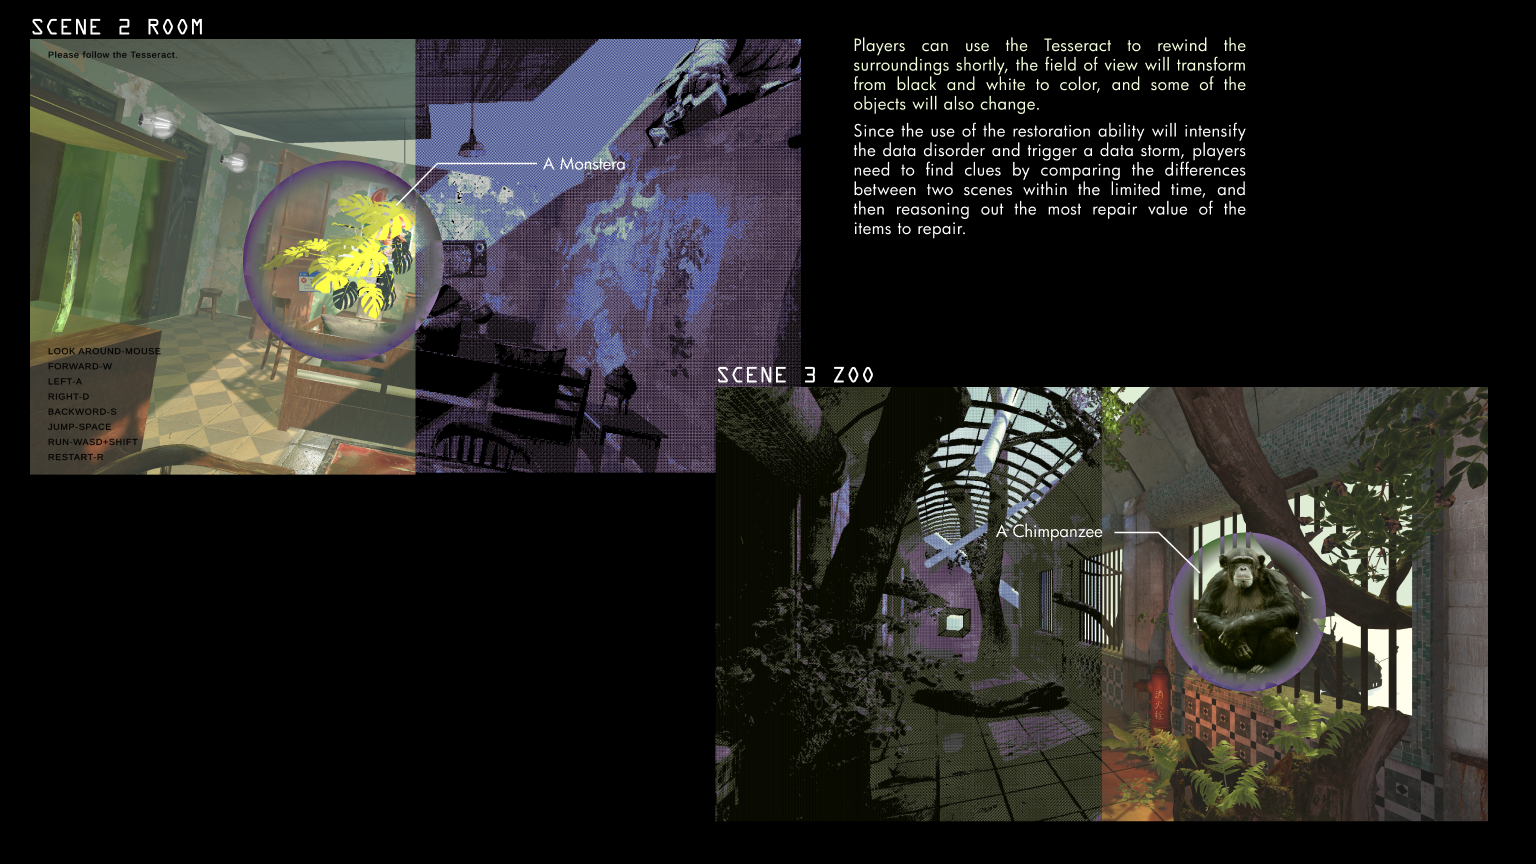 SCENE 2 ROOM
Please follow the Tesseract.
A Monstera
LOOK AROUND-MOUSE
FORWARD-W
LEFT-A
RIGHT-D
BACKWORD-S
JUMP-SPACE
RUN-WASD+SHIFT
RESTART-R
Players can use the Tesseract to rewind the
surroundings shortly, the field of view will transform
from black and white to color, and some of the
objects will also change.
Since the use of the restoration ability will intensify
the data disorder and trigger a data storm, players
need to find clues by comparing the differences
between two scenes within the limited time, and
then reasoning out the most repair value of the
items to repair.
SCENE 3 ZOO
A Chimpanzee
消火栓